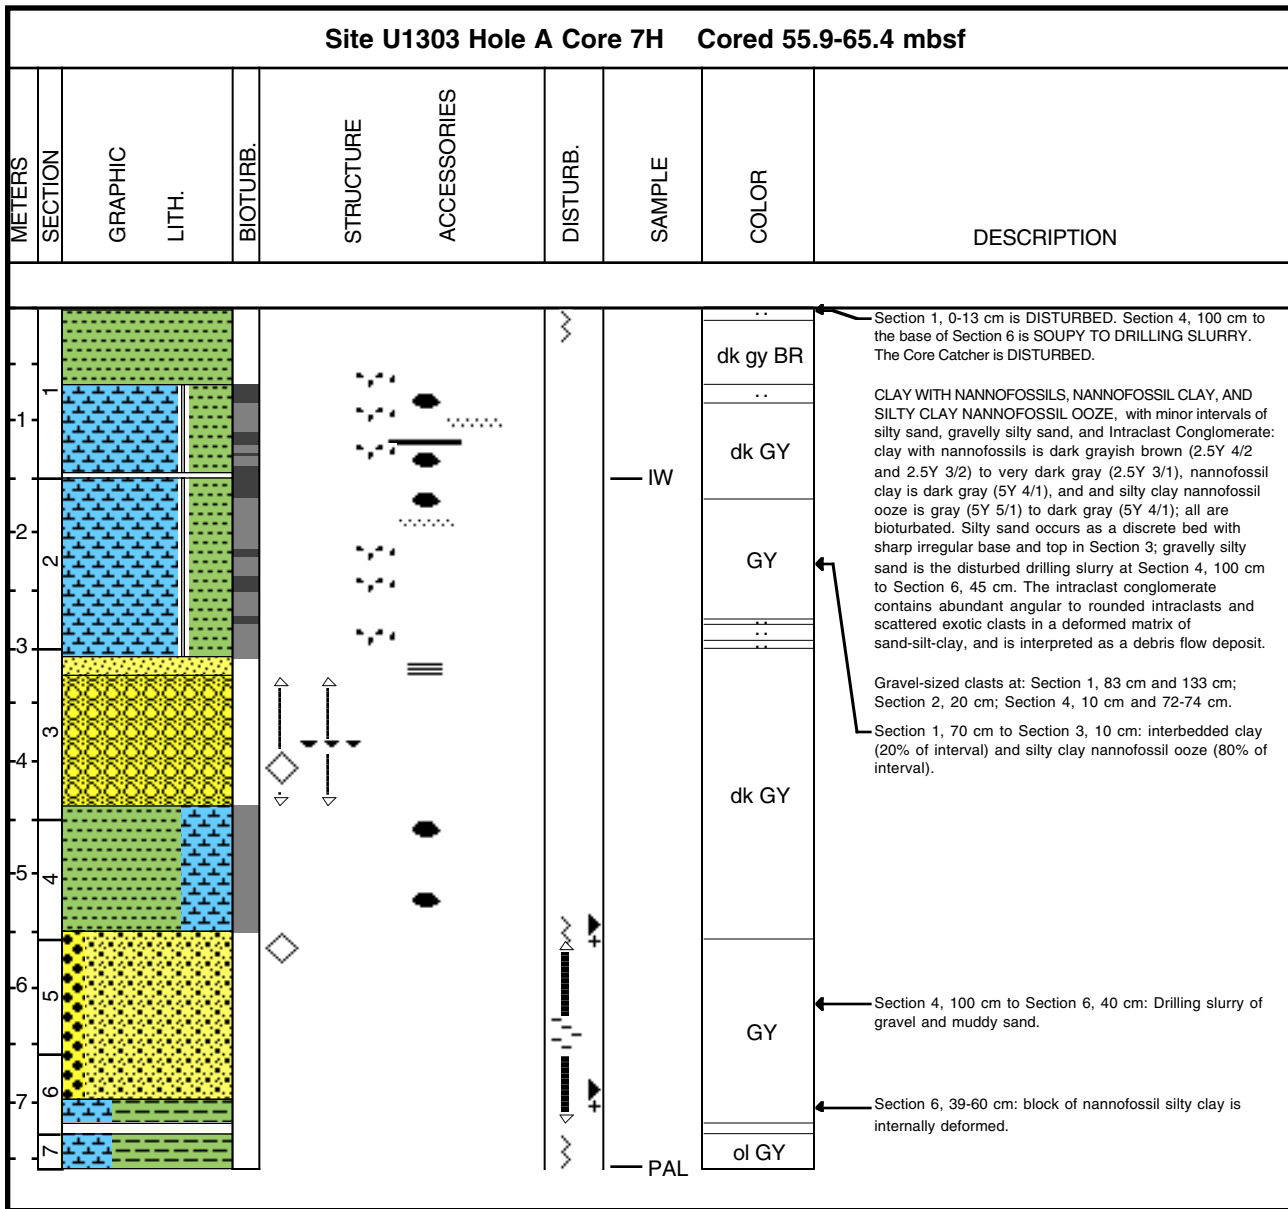 Site U1303 Hole A Core 7H Cored 55.9-65.4 mbsf
METERS
SECTION
GRAPHIC
LITH.
BIOTURB.
STRUCTURE
ACCESSORIES
DISTURB.
SAMPLE
COLOR
DESCRIPTION
1
2
3
4
5
6
7
1
2
3
4
5
6
7
IW
PAL
dk gy BR
dk GY
GY
dk GY
GY
ol GY
Section 1, 0-13 cm is DISTURBED. Section 4, 100 cm to
the base of Section 6 is SOUPY TO DRILLING SLURRY.
The Core Catcher is DISTURBED.
CLAY WITH NANNOFOSSILS, NANNOFOSSIL CLAY, AND
SILTY CLAY NANNOFOSSIL OOZE, with minor intervals of
silty sand, gravelly silty sand, and Intraclast Conglomerate:
clay with nannofossils is dark grayish brown (2.5Y 4/2
and 2.5Y 3/2) to very dark gray (2.5Y 3/1), nannofossil
clay is dark gray (5Y 4/1), and and silty clay nannofossil
ooze is gray (5Y 5/1) to dark gray (5Y 4/1); all are
bioturbated. Silty sand occurs as a discrete bed with
sharp irregular base and top in Section 3; gravelly silty
sand is the disturbed drilling slurry at Section 4, 100 cm
to Section 6, 45 cm. The intraclast conglomerate
contains abundant angular to rounded intraclasts and
scattered exotic clasts in a deformed matrix of
sand-silt-clay, and is interpreted as a debris flow deposit.
Gravel-sized clasts at: Section 1, 83 cm and 133 cm;
Section 2, 20 cm; Section 4, 10 cm and 72-74 cm.
Section 1, 70 cm to Section 3, 10 cm: interbedded clay
(20% of interval) and silty clay nannofossil ooze (80% of
interval).
Section 4, 100 cm to Section 6, 40 cm: Drilling slurry of
gravel and muddy sand.
Section 6, 39-60 cm: block of nannofossil silty clay is
internally deformed.